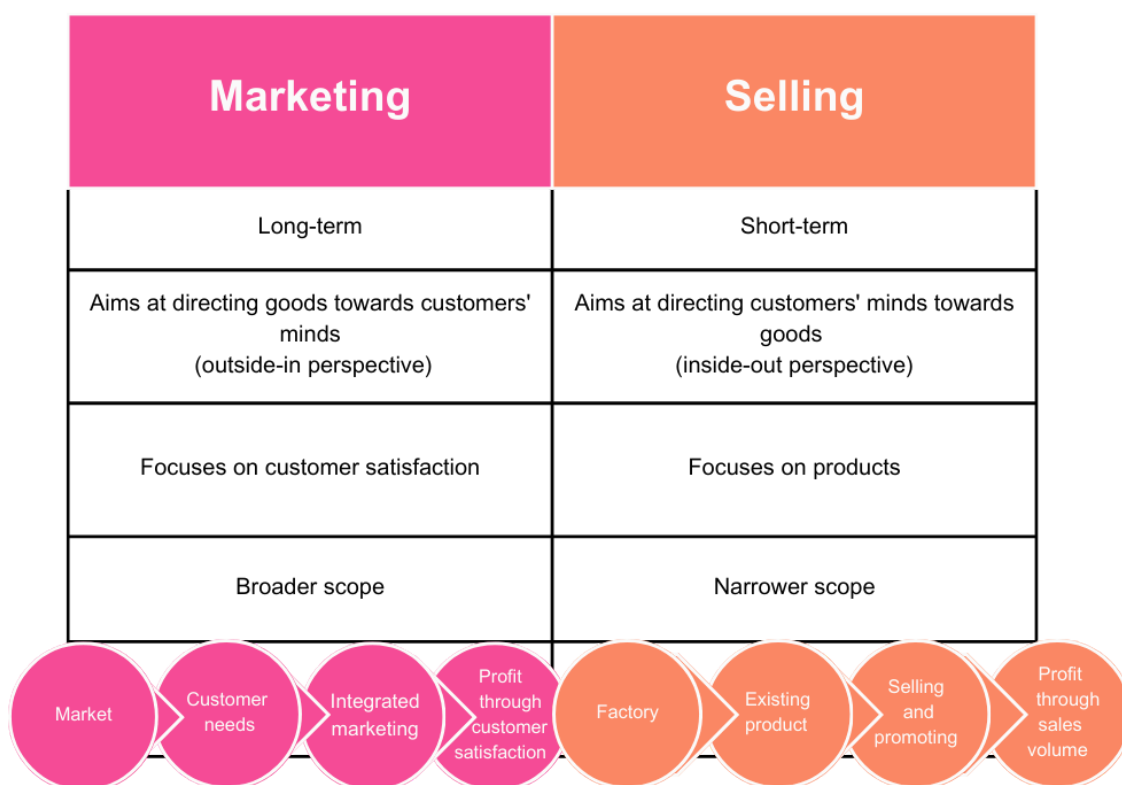 Marketing
Selling
Long-term
Short-term
Aims at directing goods towards customers'
minds
(outside-in perspective)
Aims at directing customers' minds towards
goods
(inside-out perspective)
Focuses on customer satisfaction
Focuses on products
Broader scope
Narrower scope
Market
Customer
needs
Integrated
marketing
Profit
through
customer
satisfaction
Factory
Existing
product
Selling
and
promoting
Profit
through
sales
volume